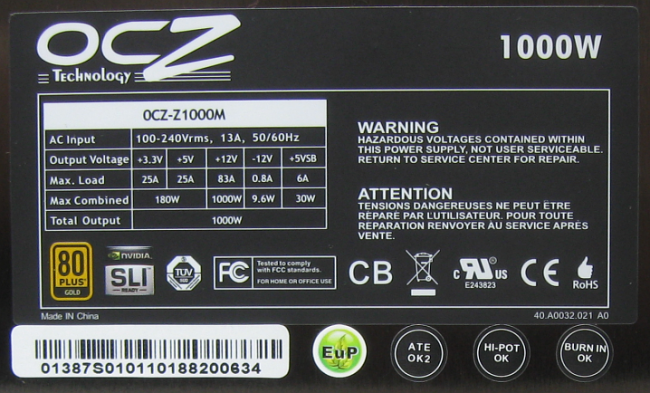 OCZ
Technology
1000W
OCZ-Z1000M
AC Input 100-240Vrms, 13A, 50/60Hz
Output Voltage +3.3V +5V +12V -12V +5VSB
Max. Load 25A 25A 83A 0.8A 6A
Max Combined 180W 1000W 9.6W 30W
Total Output 1000W
WARNING
HAZARDOUS VOLTAGES CONTAINED WITHIN
THIS POWER SUPPLY, NOT USER SERVICEABLE.
RETURN TO SERVICE CENTER FOR REPAIR.
ATTENTION
TENSIONS DANGEREUSES NE PEUT ÊTRE
RÉPARÉ PAR L'UTILISATEUR. POUR TOUTE
REPARATION RENVOYER AU SERVICE APRÈS
VENTE.
80
PLUS
GOLD
NVIDIA
SLI
READY
TÜV
FC
Tested to comply
with FCC standards.
FOR HOME OR OFFICE USE
CB
c RU us
E243823
CE
RoHS
Made IN China
40.A0032.021 A0
01387S010110188200634
EuP
ATE
OK2
HI-POT
OK
BURN IN
OK